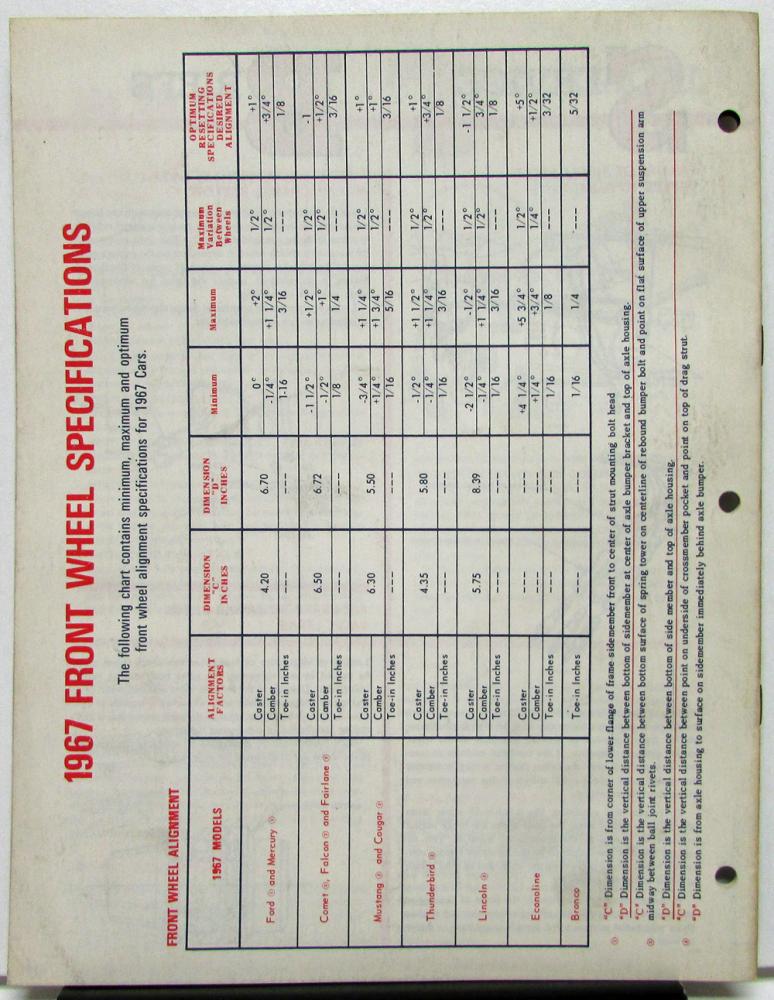 1967 FRONT WHEEL SPECIFICATIONS
The following chart contains minimum, maximum and optimum
front wheel alignment specifications for 1967 Cars.
FRONT WHEEL ALIGNMENT
1967 MODELS | ALIGNMENT FACTORS | DIMENSION "C" INCHES | DIMENSION "D" INCHES | Minimum | Maximum | Maximum Variation Between Wheels | OPTIMUM RESETTING SPECIFICATIONS DESIRED ALIGNMENT
Ford and Mercury | Caster | 4.20 | 6.70 | 0° | +2° | 1/2° | +1°
Camber | -1/4° | +1 1/4° | 1/2° | +3/4°
Toe-in Inches | --- | --- | 1-16 | 3/16 | --- | 1/8
Comet, Falcon and Fairlane | Caster | 6.50 | 6.72 | -1 1/2° | +1/2° | 1/2° | -1
Camber | -1/2° | +1° | 1/2° | +1/2°
Toe-in Inches | --- | --- | 1/8 | 1/4 | --- | 3/16
Mustang and Cougar | Caster | 6.30 | 5.50 | -3/4° | +1 1/4° | 1/2° | +1°
Camber | +1/4° | +1 3/4° | 1/2° | +1°
Toe-in Inches | --- | --- | 1/16 | 5/16 | --- | 3/16
Thunderbird | Caster | 4.35 | 5.80 | -1/2° | +1 1/2° | 1/2° | +1°
Camber | -1/4° | +1 1/4° | 1/2° | +3/4°
Toe-in Inches | --- | --- | 1/16 | 3/16 | --- | 1/8
Lincoln | Caster | 5.75 | 8.39 | -2 1/2° | -1/2° | 1/2° | -1 1/2°
Camber | -1/4° | +1 1/4° | 1/2° | 3/4°
Toe-in Inches | --- | --- | 1/16 | 3/16 | --- | 1/8
Econoline | Caster | --- | --- | +4 1/4° | +5 3/4° | 1/2° | +5°
Camber | --- | --- | +1/4° | +3/4° | 1/4° | +1/2°
Toe-in Inches | --- | --- | 1/16 | 1/8 | --- | 3/32
Bronco | Toe-in Inches | --- | --- | 1/16 | 1/4 | --- | 5/32
"C" Dimension is from corner of lower flange of frame sidemember front to center of strut mounting bolt head
"D" Dimension is the vertical distance between bottom of sidemember at center of axle bumper bracket and top of axle housing.
"C" Dimension is the vertical distance between bottom surface of spring tower on centerline of rebound bumper bolt and point on flat surface of upper suspension arm
midway between ball joint rivets.
"D" Dimension is the vertical distance between bottom of side member and top of axle housing.
"C" Dimension is the vertical distance between point on underside of crossmember pocket and point on top of drag strut.
"D" Dimension is from axle housing to surface on sidemember immediately behind axle bumper.